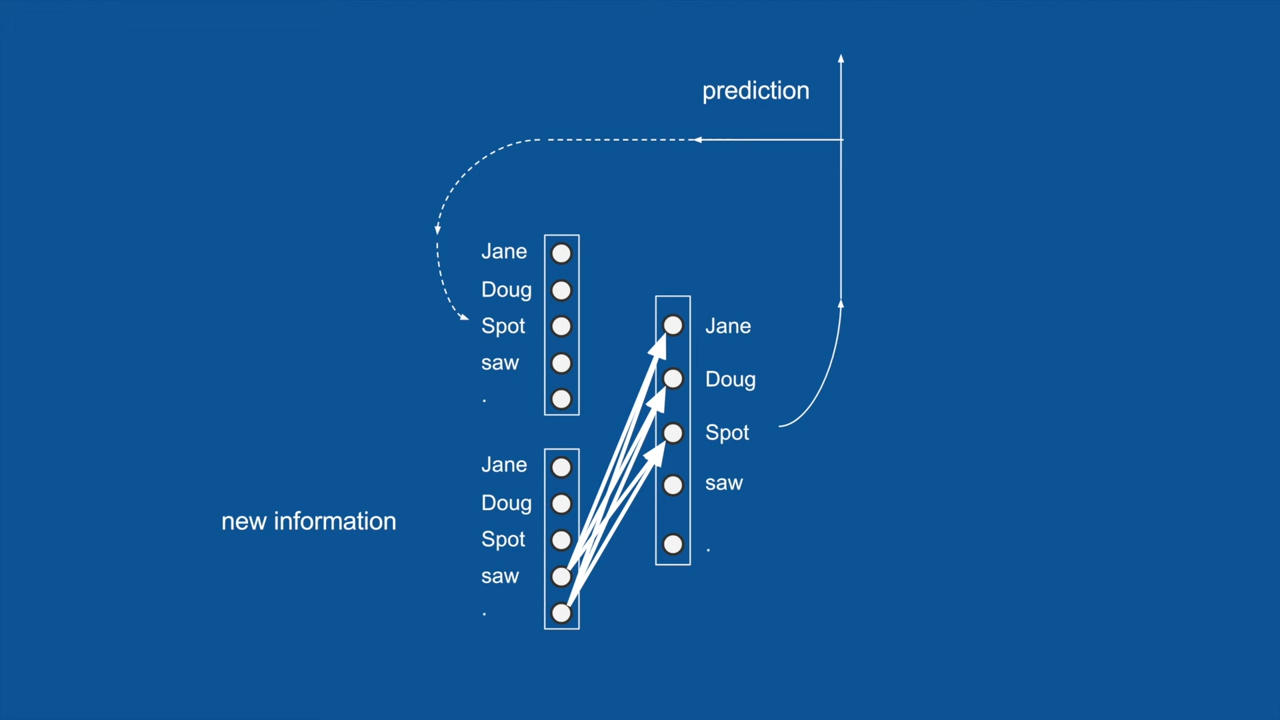 prediction
Jane
Doug
Spot
saw
.
Jane
Doug
Spot
saw
.
new information
Jane
Doug
Spot
saw
.